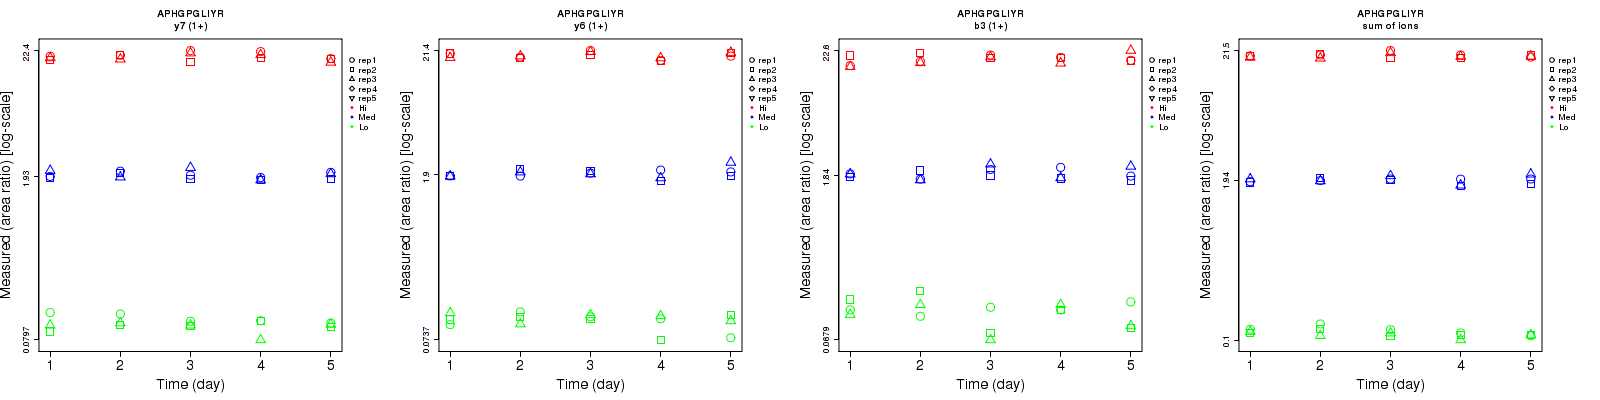 APHGPGLIYR
y7 (1+)
22.4
1.93
0.0797
Measured (area ratio) [log-scale]
1 2 3 4 5
Time (day)
rep1
rep2
rep3
rep4
rep5
Hi
Med
Lo
APHGPGLIYR
y6 (1+)
21.4
1.9
0.0737
Measured (area ratio) [log-scale]
1 2 3 4 5
Time (day)
rep1
rep2
rep3
rep4
rep5
Hi
Med
Lo
APHGPGLIYR
b3 (1+)
22.6
1.84
0.0679
Measured (area ratio) [log-scale]
1 2 3 4 5
Time (day)
rep1
rep2
rep3
rep4
rep5
Hi
Med
Lo
APHGPGLIYR
sum of ions
21.5
1.94
0.1
Measured (area ratio) [log-scale]
1 2 3 4 5
Time (day)
rep1
rep2
rep3
rep4
rep5
Hi
Med
Lo